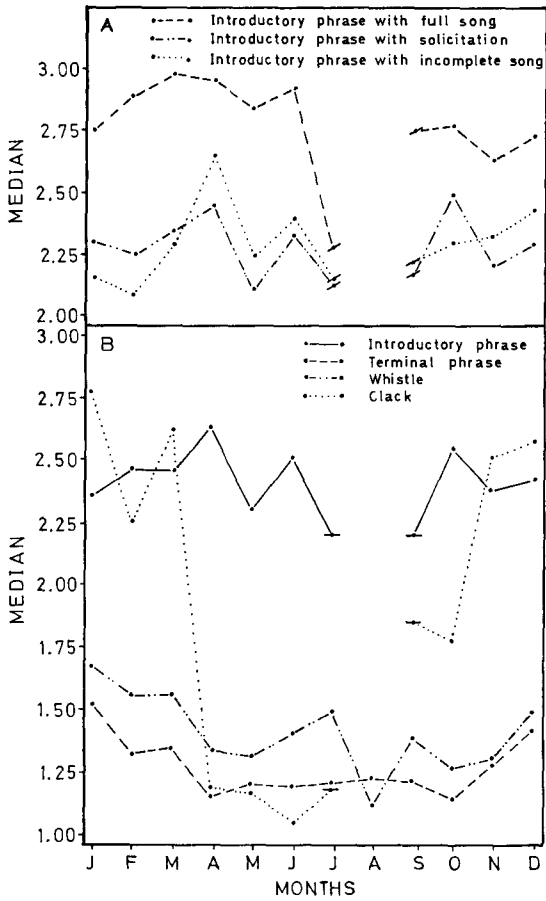 A
Introductory phrase with full song
Introductory phrase with solicitation
Introductory phrase with incomplete song
3.00
2.75
2.50
2.25
2.00
MEDIAN
B
Introductory phrase
Terminal phrase
Whistle
Clack
3.00
2.75
2.50
2.25
2.00
1.75
1.50
1.25
1.00
MEDIAN
J F M A M J J A S O N D
MONTHS